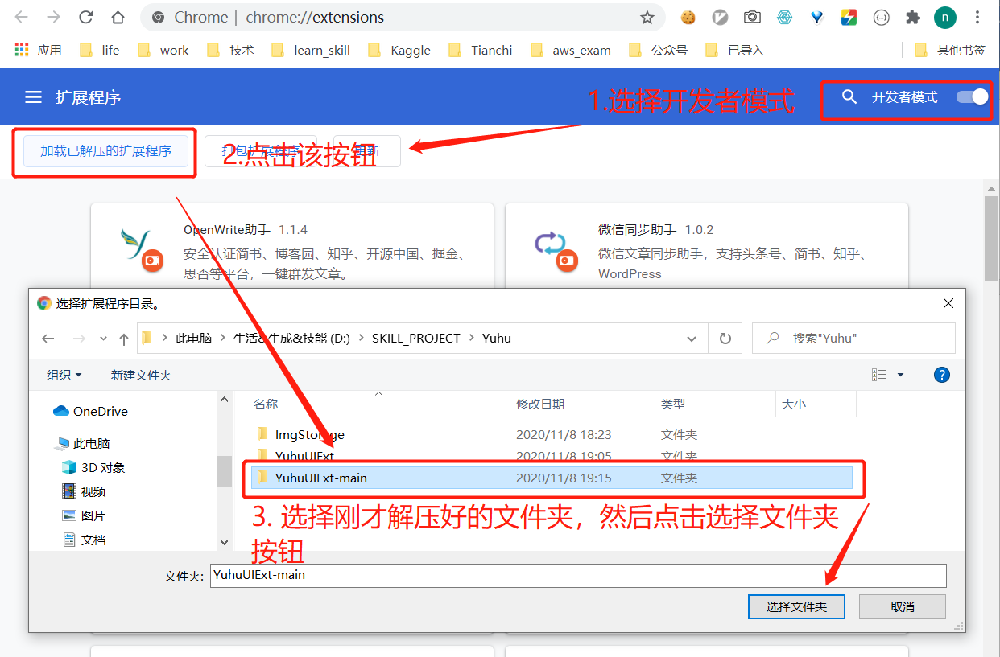 Chrome | chrome://extensions
n
应用 life work 技术 learn_skill Kaggle Tianchi aws_exam 公众号 已导入 其他书签
扩展程序 1.选择开发者模式 开发者模式
加载已解压的扩展程序 打包扩展程序 更新
2.点击该按钮
OpenWrite助手 1.1.4
安全认证简书、博客园、知乎、开源中国、掘金、
思否等平台，一键群发文章。
微信同步助手 1.0.2
微信文章同步助手，支持头条号、简书、知乎、
WordPress
选择扩展程序目录。
此电脑 生活&生成&技能 (D:) SKILL_PROJECT Yuhu 搜索"Yuhu"
组织 新建文件夹 ?
OneDrive
此电脑
3D 对象
视频
图片
文档
名称 修改日期 类型 大小
ImgStorage 2020/11/8 18:23 文件夹
YuhuUIExt 2020/11/8 19:05 文件夹
YuhuUIExt-main 2020/11/8 19:15 文件夹
3. 选择刚才解压好的文件夹，然后点击选择文件夹
按钮
文件夹: YuhuUIExt-main
选择文件夹 取消